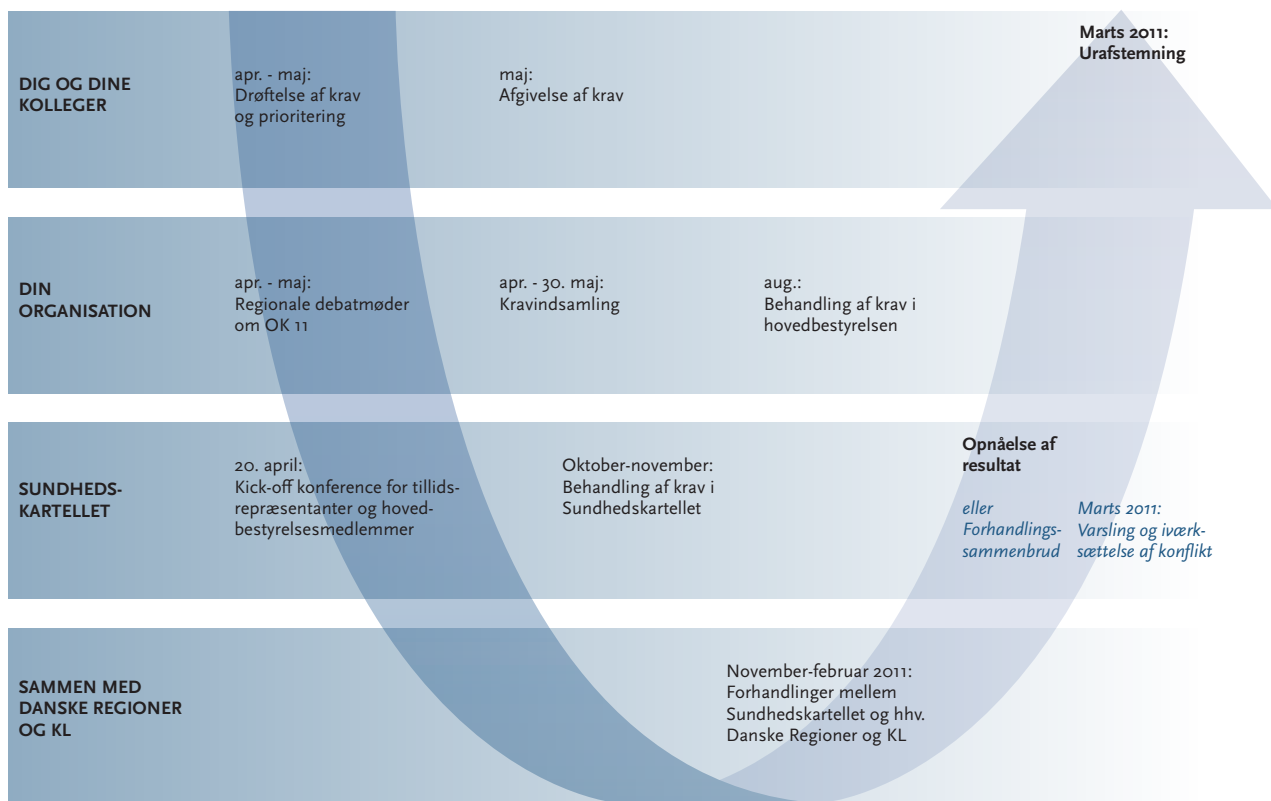 DIG OG DINE
KOLLEGER
apr. - maj:
Drøftelse af krav
og prioritering
maj:
Afgivelse af krav
Marts 2011:
Urafstemning
DIN
ORGANISATION
apr. - maj:
Regionale debatmøder
om OK 11
apr. - 30. maj:
Kravindsamling
aug.:
Behandling af krav i
hovedbestyrelsen
SUNDHEDS-
KARTELLET
20. april:
Kick-off konference for tillids-
repræsentanter og hoved-
bestyrelsesmedlemmer
Oktober-november:
Behandling af krav i
Sundhedskartellet
Opnåelse af
resultat
eller
Forhandlings-
sammenbrud
Marts 2011:
Varsling og iværk-
sættelse af konflikt
SAMMEN MED
DANSKE REGIONER
OG KL
November-februar 2011:
Forhandlinger mellem
Sundhedskartellet og hhv.
Danske Regioner og KL